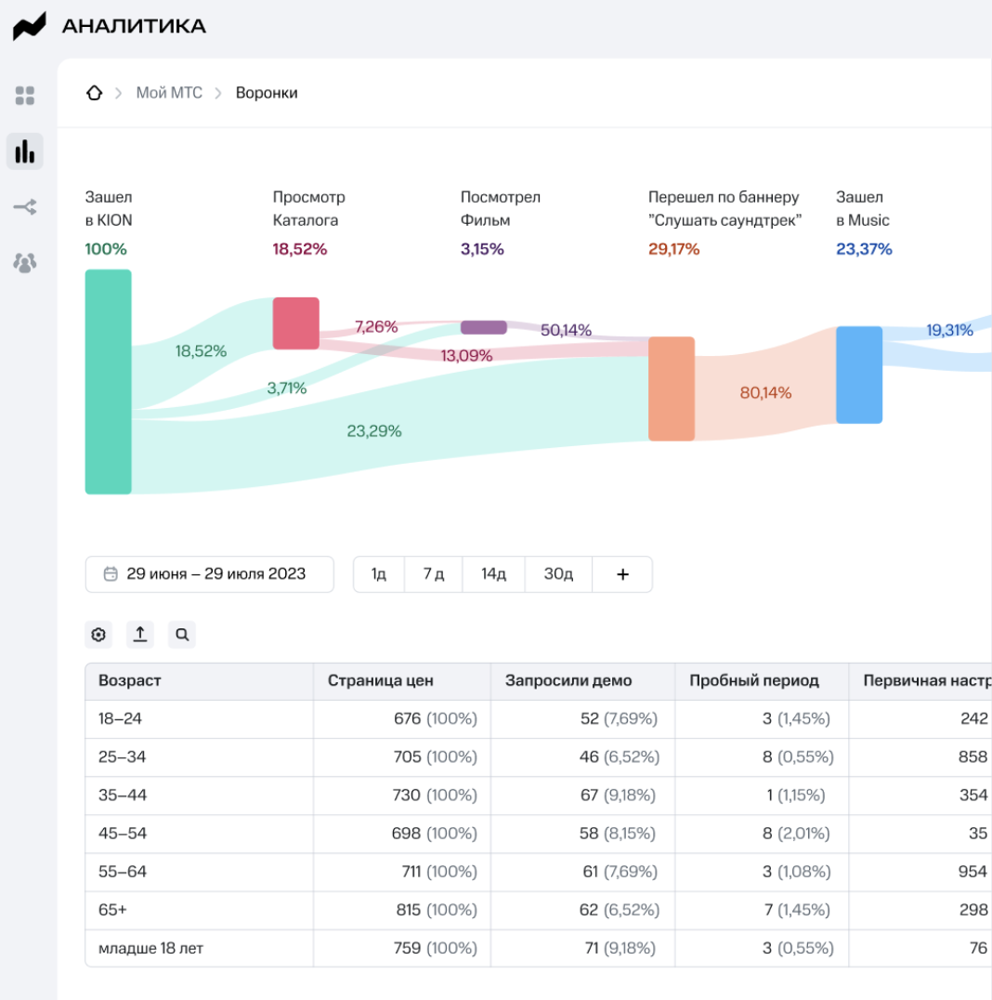 АНАЛИТИКА
Мой МТС
Воронки
Зашел
в KION
100%
Просмотр
Каталога
18,52%
Посмотрел
Фильм
3,15%
Перешел по баннеру
”Слушать саундтрек”
29,17%
Зашел
в Music
23,37%
7,26%
50,14%
19,31%
18,52%
13,09%
3,71%
80,14%
23,29%
29 июня – 29 июля 2023
1д 7 д 14д 30д +
Возраст Страница цен Запросили демо Пробный период Первичная настр
18–24 676 (100%) 52 (7,69%) 3 (1,45%) 242
25–34 705 (100%) 46 (6,52%) 8 (0,55%) 858
35–44 730 (100%) 67 (9,18%) 1 (1,15%) 354
45–54 698 (100%) 58 (8,15%) 8 (2,01%) 35
55–64 711 (100%) 61 (7,69%) 3 (1,08%) 954
65+ 815 (100%) 62 (6,52%) 7 (1,45%) 298
младше 18 лет 759 (100%) 71 (9,18%) 3 (0,55%) 76